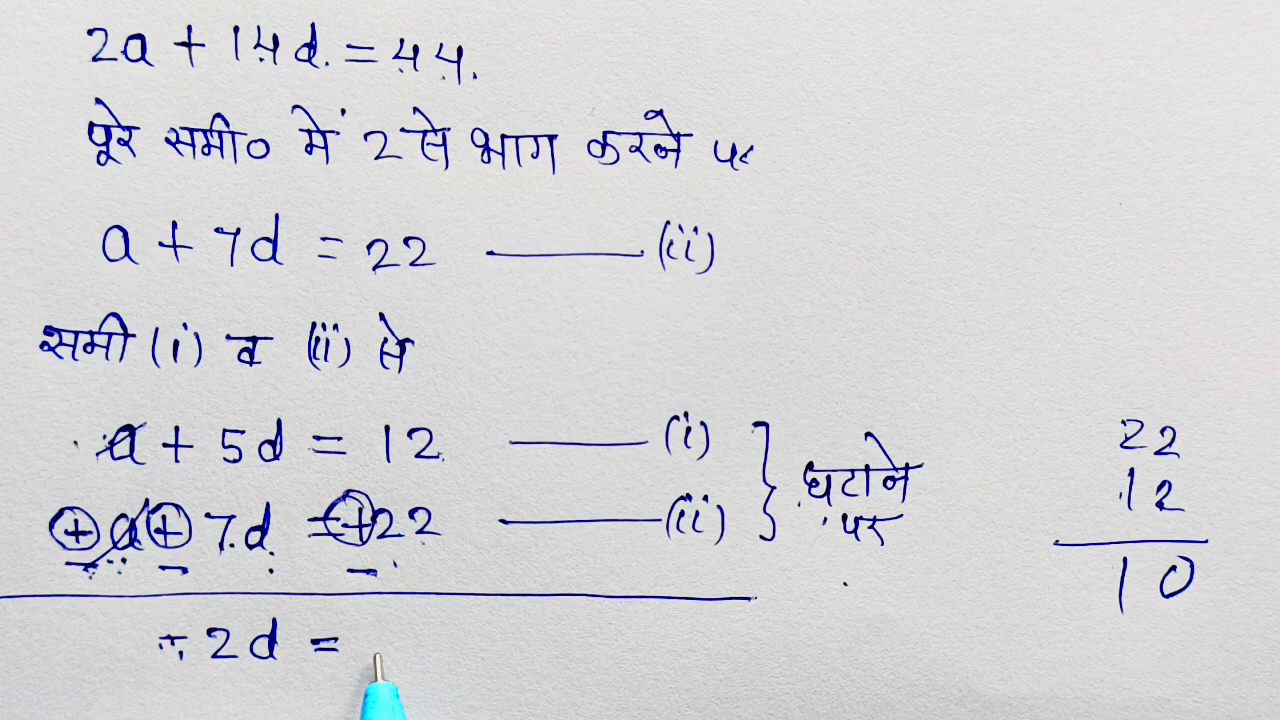 2a + 14d. = 44.
पूरे समी० में 2 से भाग करने पर
a + 7d = 22 ——— (ii)
समी (i) व (ii) से
a + 5d = 12 ——— (i)
+ a + 7d = +22 ——— (ii)
- - -
घटाने
पर
22
12
10
- 2d =